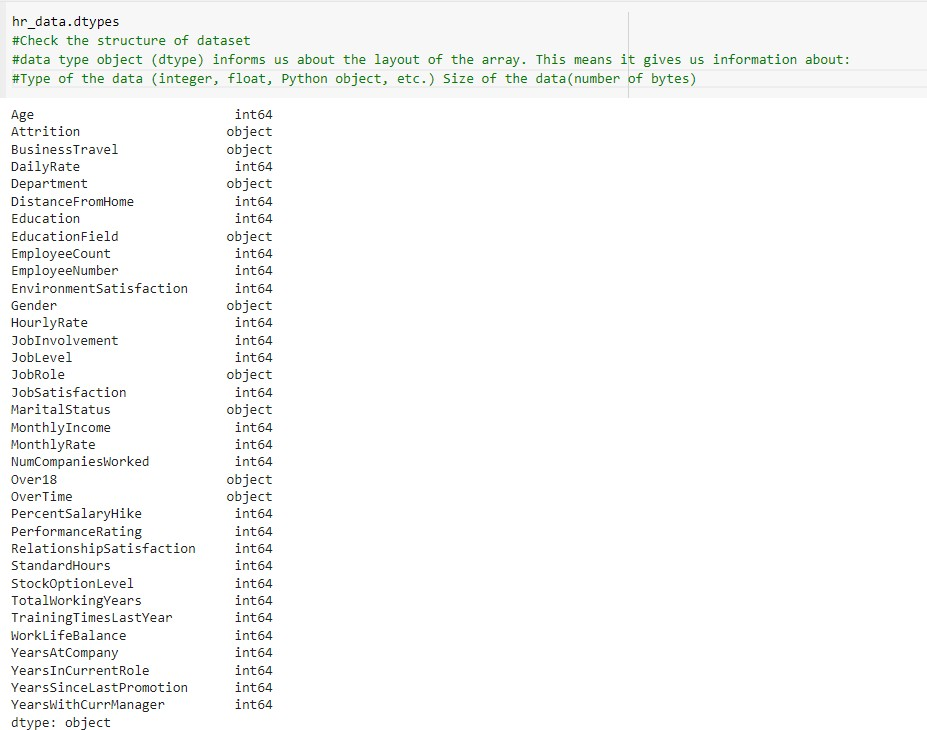 hr_data.dtypes
#Check the structure of dataset
#data type object (dtype) informs us about the layout of the array. This means it gives us information about:
#Type of the data (integer, float, Python object, etc.) Size of the data(number of bytes)
Age int64
Attrition object
BusinessTravel object
DailyRate int64
Department object
DistanceFromHome int64
Education int64
EducationField object
EmployeeCount int64
EmployeeNumber int64
EnvironmentSatisfaction int64
Gender object
HourlyRate int64
JobInvolvement int64
JobLevel int64
JobRole object
JobSatisfaction int64
MaritalStatus object
MonthlyIncome int64
MonthlyRate int64
NumCompaniesWorked int64
Over18 object
OverTime object
PercentSalaryHike int64
PerformanceRating int64
RelationshipSatisfaction int64
StandardHours int64
StockOptionLevel int64
TotalWorkingYears int64
TrainingTimesLastYear int64
WorkLifeBalance int64
YearsAtCompany int64
YearsInCurrentRole int64
YearsSinceLastPromotion int64
YearsWithCurrManager int64
dtype: object